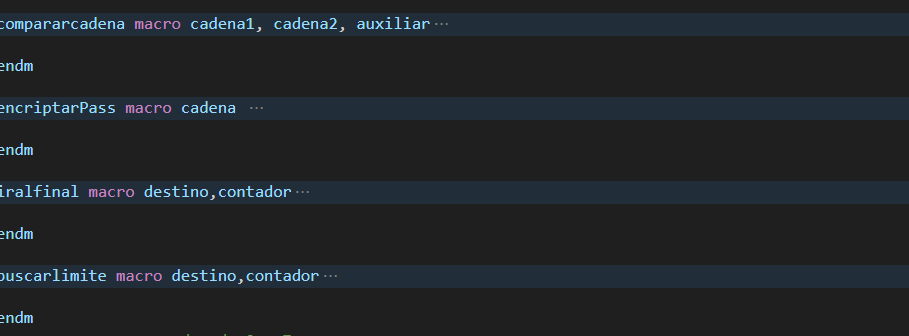 compararcadena macro cadena1, cadena2, auxiliar···
endm
encriptarPass macro cadena ···
endm
iralfinal macro destino,contador···
endm
buscarlimite macro destino,contador···
endm